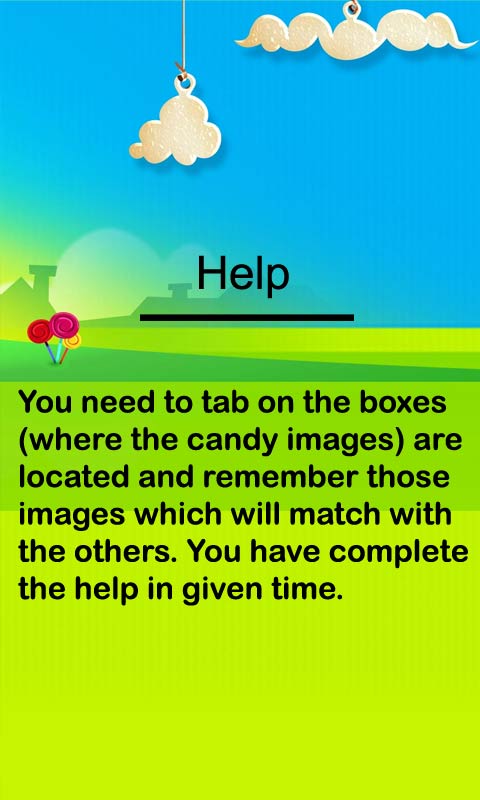 Help
You need to tab on the boxes
(where the candy images) are
located and remember those
images which will match with
the others. You have complete
the help in given time.